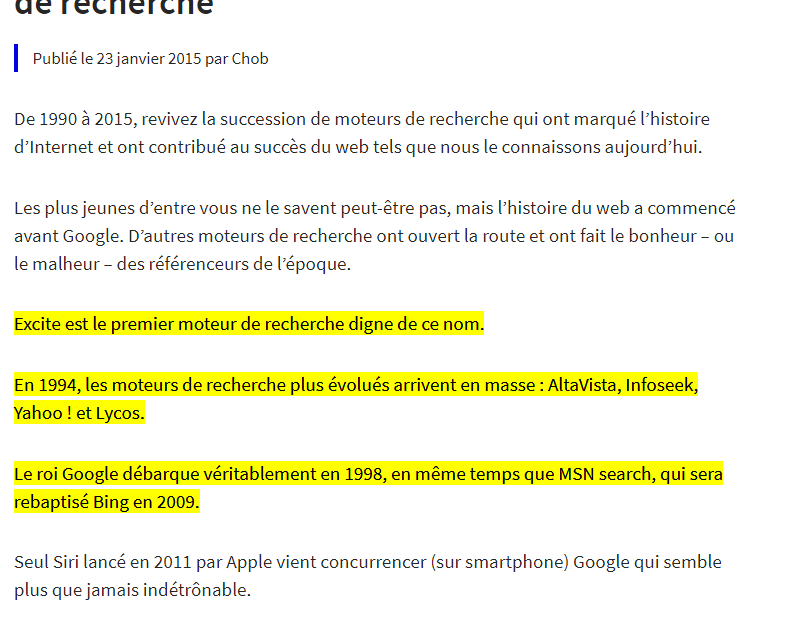 de recherche
Publié le 23 janvier 2015 par Chob
De 1990 à 2015, revivez la succession de moteurs de recherche qui ont marqué l’histoire
d’Internet et ont contribué au succès du web tels que nous le connaissons aujourd’hui.
Les plus jeunes d’entre vous ne le savent peut-être pas, mais l’histoire du web a commencé
avant Google. D’autres moteurs de recherche ont ouvert la route et ont fait le bonheur – ou
le malheur – des référenceurs de l’époque.
Excite est le premier moteur de recherche digne de ce nom.
En 1994, les moteurs de recherche plus évolués arrivent en masse : AltaVista, Infoseek,
Yahoo ! et Lycos.
Le roi Google débarque véritablement en 1998, en même temps que MSN search, qui sera
rebaptisé Bing en 2009.
Seul Siri lancé en 2011 par Apple vient concurrencer (sur smartphone) Google qui semble
plus que jamais indétrônable.